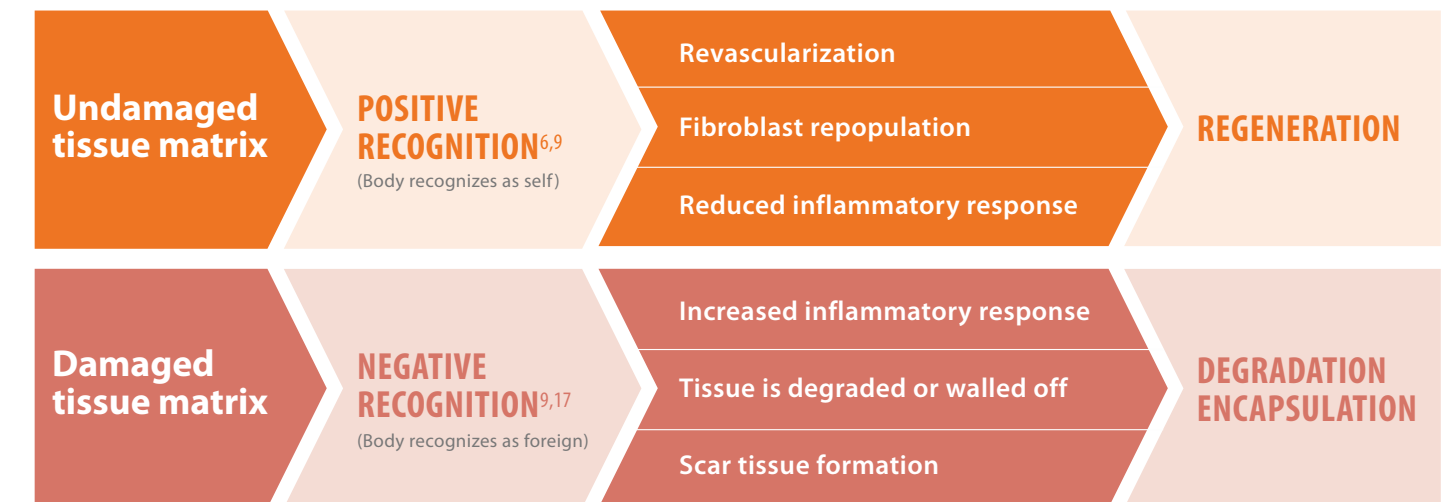 Undamaged
tissue matrix
POSITIVE
RECOGNITION6,9
(Body recognizes as self)
Revascularization
Fibroblast repopulation
Reduced inflammatory response
REGENERATION
Damaged
tissue matrix
NEGATIVE
RECOGNITION9,17
(Body recognizes as foreign)
Increased inflammatory response
Tissue is degraded or walled off
Scar tissue formation
DEGRADATION
ENCAPSULATION